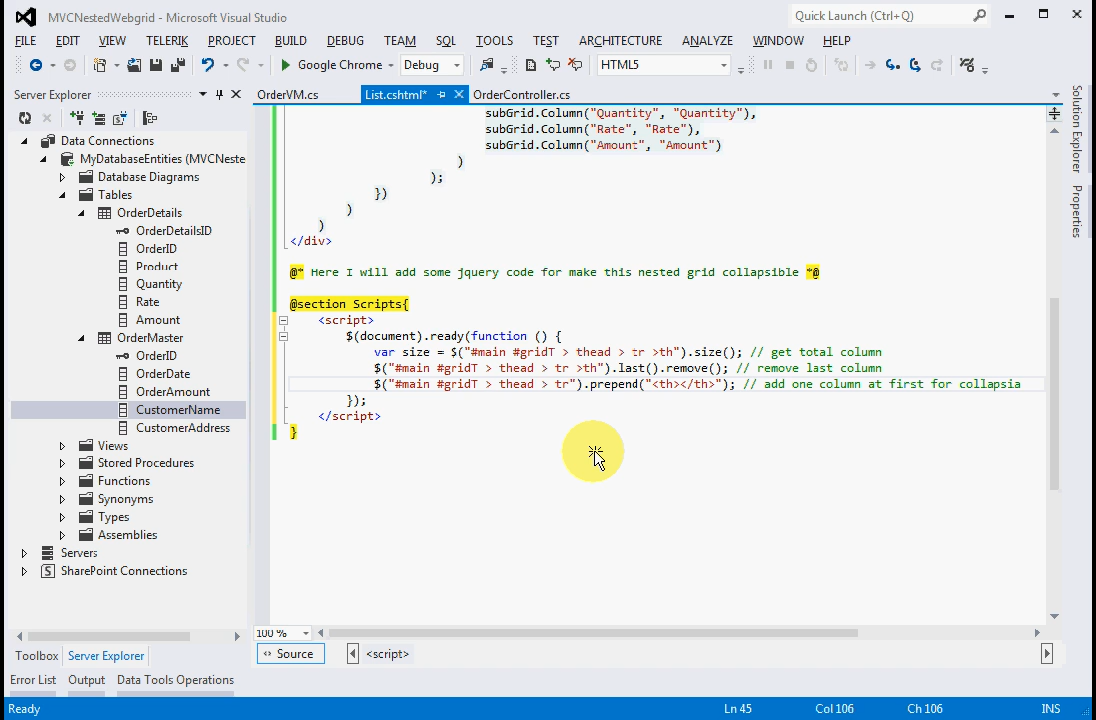 MVCNestedWebgrid - Microsoft Visual Studio
Quick Launch (Ctrl+Q)
FILE EDIT VIEW TELERIK PROJECT BUILD DEBUG TEAM SQL TOOLS TEST ARCHITECTURE ANALYZE WINDOW HELP
Google Chrome Debug HTML5
Server Explorer
OrderVM.cs List.cshtml* OrderController.cs
Data Connections
MyDatabaseEntities (MVCNeste
Database Diagrams
Tables
OrderDetails
OrderDetailsID
OrderID
Product
Quantity
Rate
Amount
OrderMaster
OrderID
OrderDate
OrderAmount
CustomerName
CustomerAddress
Views
Stored Procedures
Functions
Synonyms
Types
Assemblies
Servers
SharePoint Connections
subGrid.Column("Quantity", "Quantity"),
subGrid.Column("Rate", "Rate"),
subGrid.Column("Amount", "Amount")
)
);
})
)
)
</div>
@* Here I will add some jquery code for make this nested grid collapsible *@
@section Scripts{
<script>
$(document).ready(function () {
var size = $("#main #gridT > thead > tr >th").size(); // get total column
$("#main #gridT > thead > tr >th").last().remove(); // remove last column
$("#main #gridT > thead > tr").prepend("<th></th>"); // add one column at first for collapsia
});
</script>
}
Solution Explorer
Properties
100 %
Source <script>
Toolbox Server Explorer
Error List Output Data Tools Operations
Ready Ln 45 Col 106 Ch 106 INS